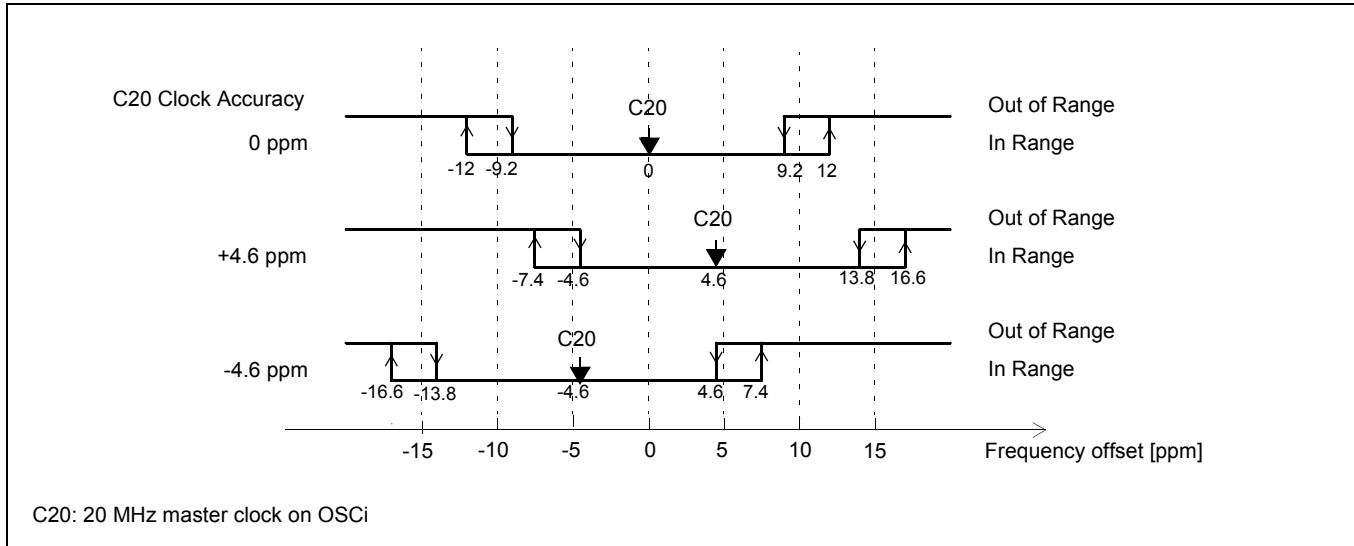 C20 Clock Accuracy
C20
Out of Range
0 ppm
In Range
-12 -9.2 0 9.2 12
C20
Out of Range
+4.6 ppm
In Range
-7.4 -4.6 4.6 13.8 16.6
C20
Out of Range
-4.6 ppm
In Range
-16.6 -13.8 -4.6 4.6 7.4
-15 -10 -5 0 5 10 15 Frequency offset [ppm]
C20: 20 MHz master clock on OSCi